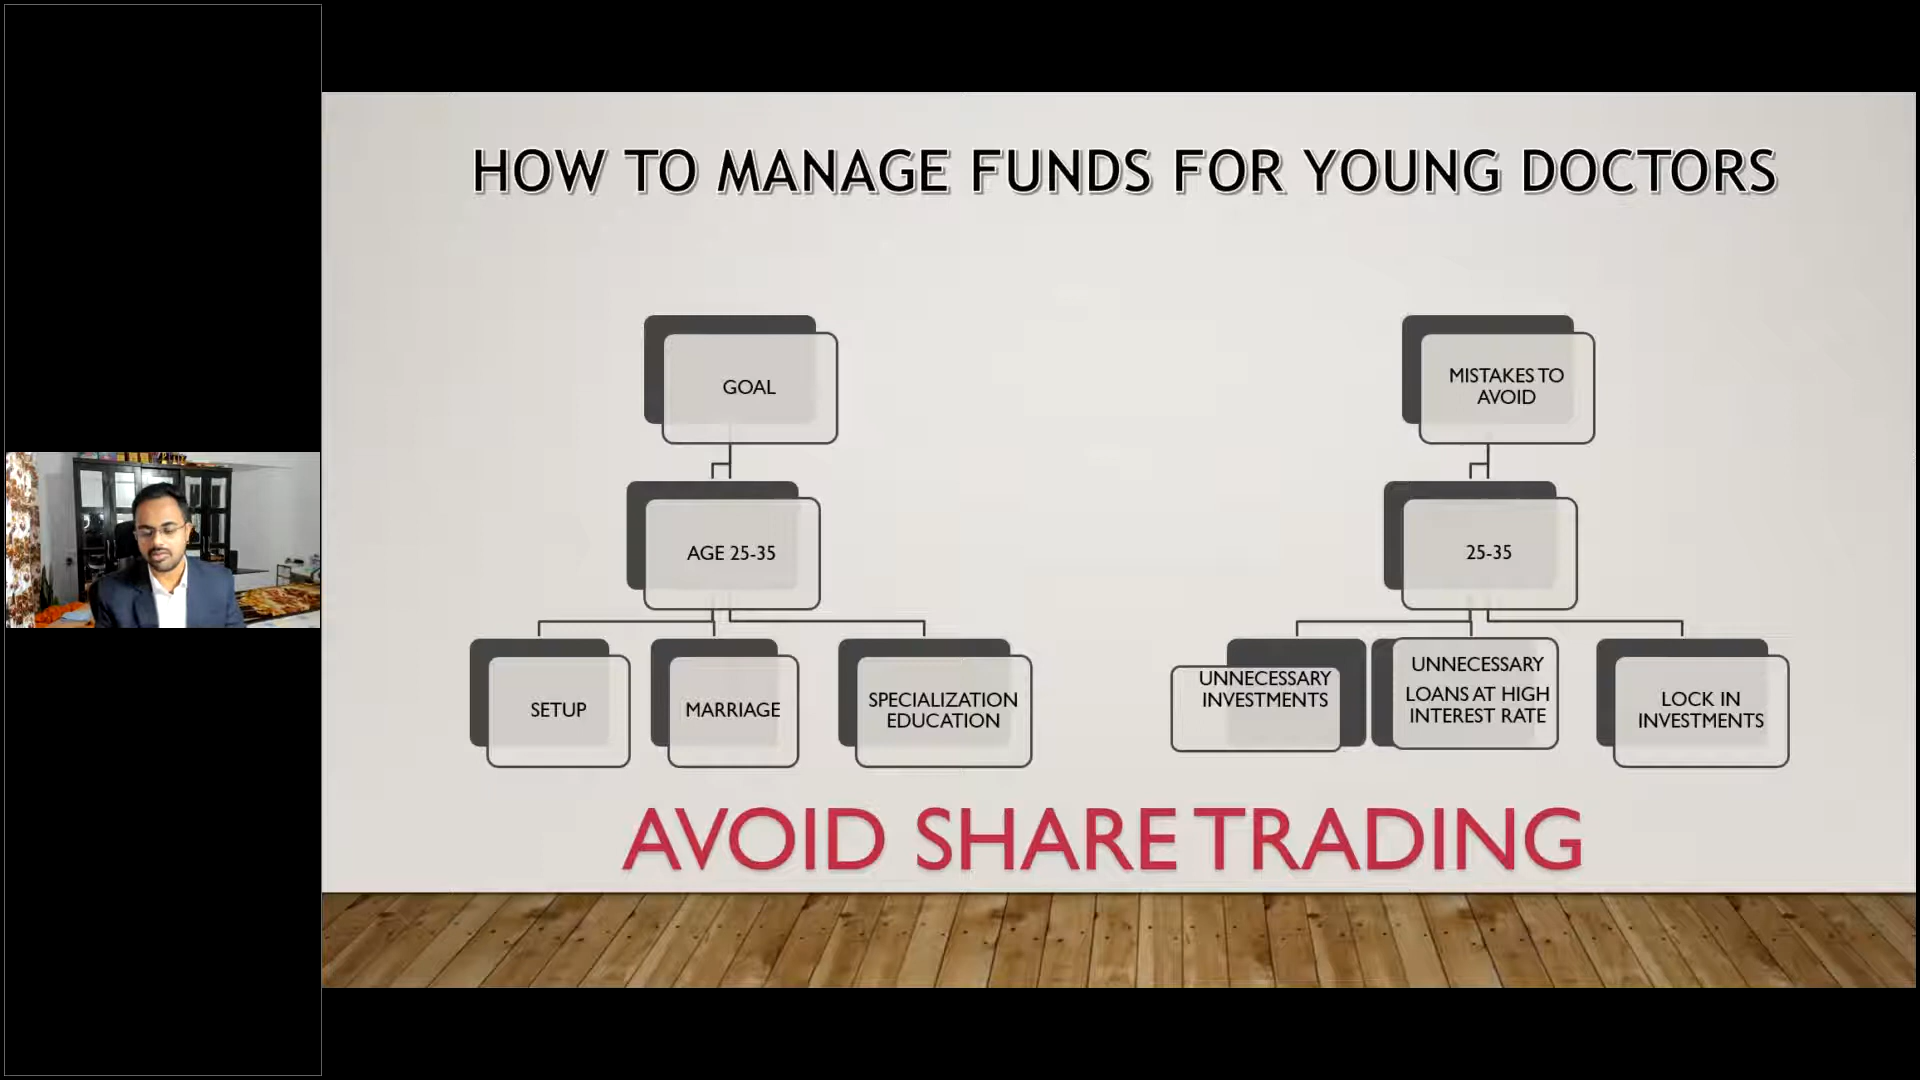 HOW TO MANAGE FUNDS FOR YOUNG DOCTORS
GOAL
AGE 25-35
SETUP
MARRIAGE
SPECIALIZATION
EDUCATION
MISTAKES TO
AVOID
25-35
UNNECESSARY
INVESTMENTS
UNNECESSARY
LOANS AT HIGH
INTEREST RATE
LOCK IN
INVESTMENTS
AVOID SHARE TRADING